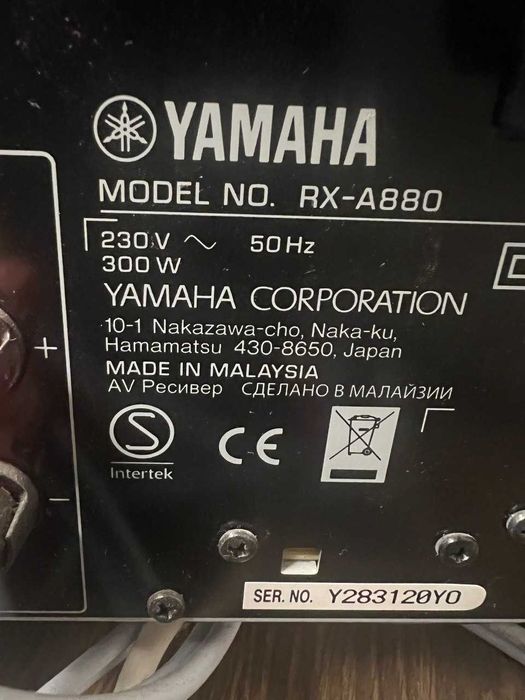 YAMAHA
MODEL NO. RX-A880
230 V ~ 50 Hz
300 W
YAMAHA CORPORATION
10-1 Nakazawa-cho, Naka-ku,
Hamamatsu 430-8650, Japan
MADE IN MALAYSIA
AV Ресивер СДЕЛАНО В МАЛАЙЗИИ
S
Intertek
CE
+
-
SER. NO. Y283120YO